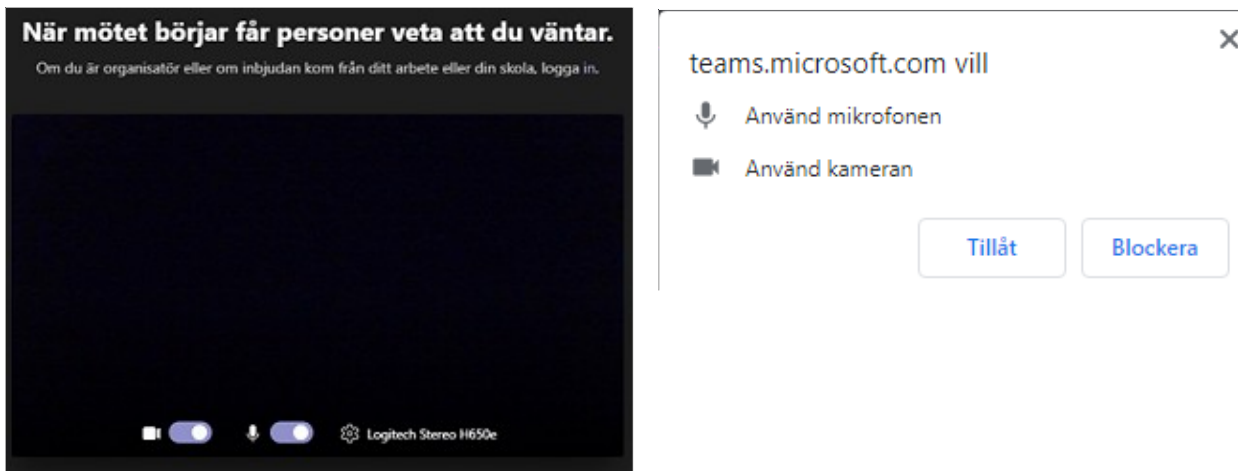 När mötet börjar får personer veta att du väntar.
Om du är organisatör eller om inbjudan kom från ditt arbete eller din skola, logga in.
Logitech Stereo H650e
teams.microsoft.com vill
Använd mikrofonen
Använd kameran
Tillåt
Blockera